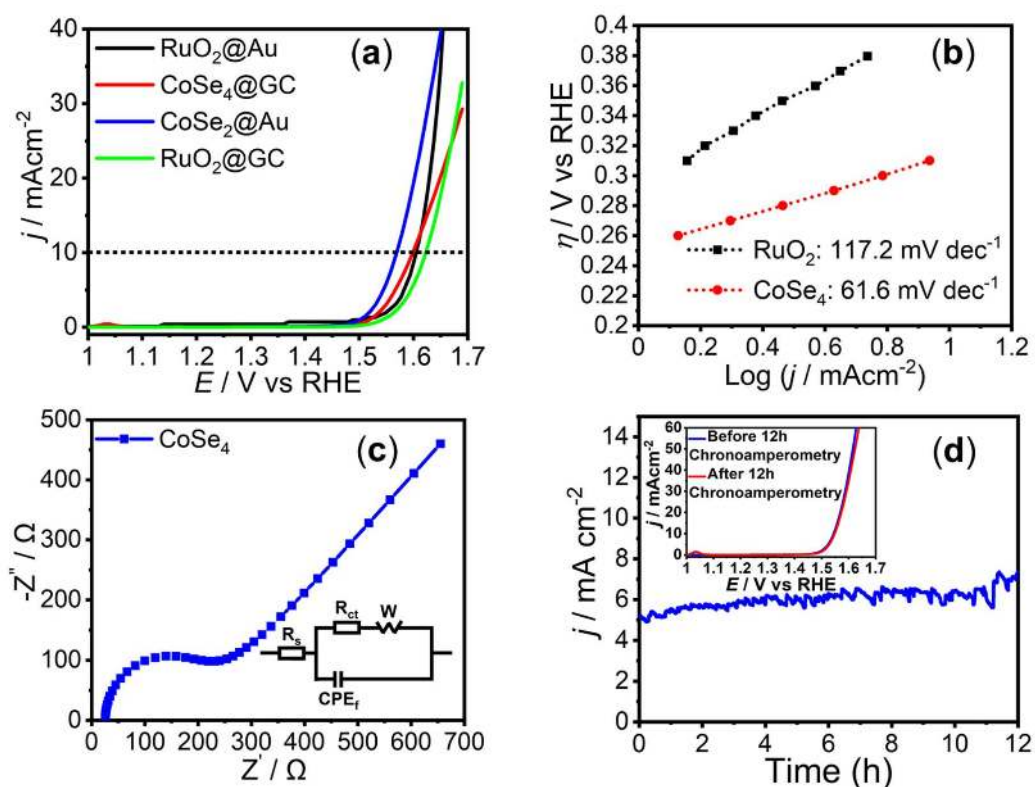 (a)
RuO₂@Au
CoSe₄@GC
CoSe₂@Au
RuO₂@GC
j / mAcm⁻²
40
30
20
10
0
1 1.1 1.2 1.3 1.4 1.5 1.6 1.7
E / V vs RHE
(b)
η / V vs RHE
0.38
0.36
0.34
0.32
0.3
0.28
0.26
0.24
0.22
0.2
RuO₂: 117.2 mV dec⁻¹
CoSe₄: 61.6 mV dec⁻¹
0 0.2 0.4 0.6 0.8 1 1.2
Log (j / mAcm⁻²)
(c)
CoSe₄
-Z" / Ω
500
400
300
200
100
0
Rₛ
R_ct
W
CPE_f
0 100 200 300 400 500 600 700
Z' / Ω
(d)
j / mA cm⁻²
14
12
10
8
6
4
2
0
Before 12h
Chronoamperometry
After 12h
Chronoamperometry
j / mAcm⁻²
60
50
40
30
20
10
0
1 1.1 1.2 1.3 1.4 1.5 1.6 1.7
E / V vs RHE
0 2 4 6 8 10 12
Time (h)